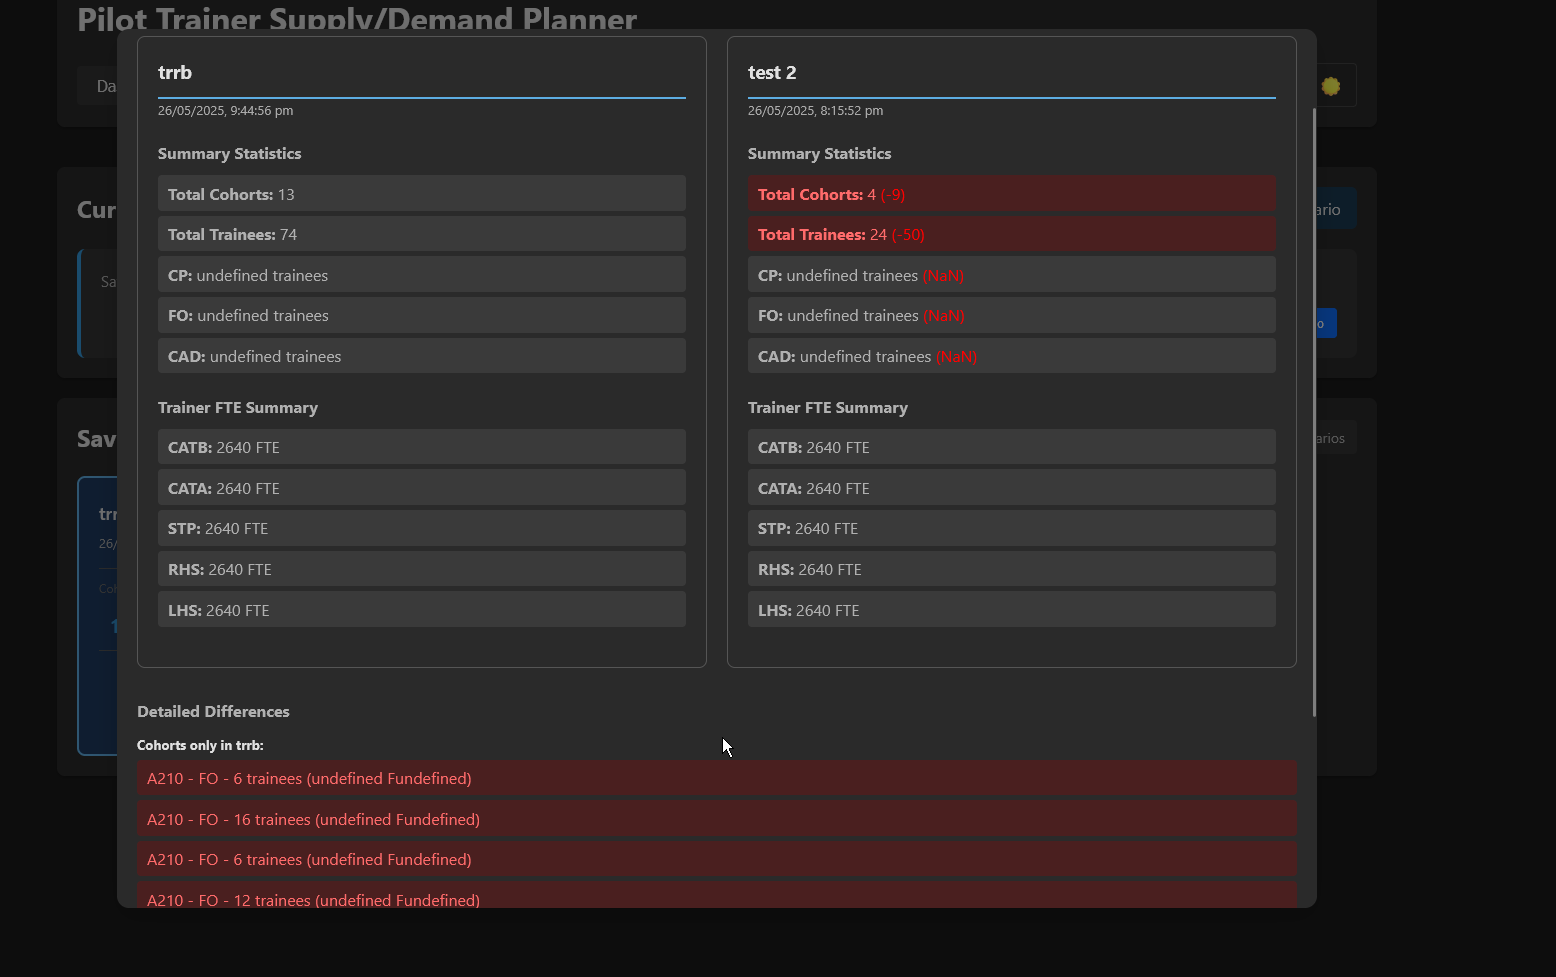 Pilot Trainer Supply/Demand Planner
Da
Cur
ario
Sa
o
Sav
arios
trr
26/
Col
1
trrb
26/05/2025, 9:44:56 pm
Summary Statistics
Total Cohorts: 13
Total Trainees: 74
CP: undefined trainees
FO: undefined trainees
CAD: undefined trainees
Trainer FTE Summary
CATB: 2640 FTE
CATA: 2640 FTE
STP: 2640 FTE
RHS: 2640 FTE
LHS: 2640 FTE
test 2
26/05/2025, 8:15:52 pm
Summary Statistics
Total Cohorts: 4 (-9)
Total Trainees: 24 (-50)
CP: undefined trainees (NaN)
FO: undefined trainees (NaN)
CAD: undefined trainees (NaN)
Trainer FTE Summary
CATB: 2640 FTE
CATA: 2640 FTE
STP: 2640 FTE
RHS: 2640 FTE
LHS: 2640 FTE
Detailed Differences
Cohorts only in trrb:
A210 - FO - 6 trainees (undefined Fundefined)
A210 - FO - 16 trainees (undefined Fundefined)
A210 - FO - 6 trainees (undefined Fundefined)
A210 - FO - 12 trainees (undefined Fundefined)